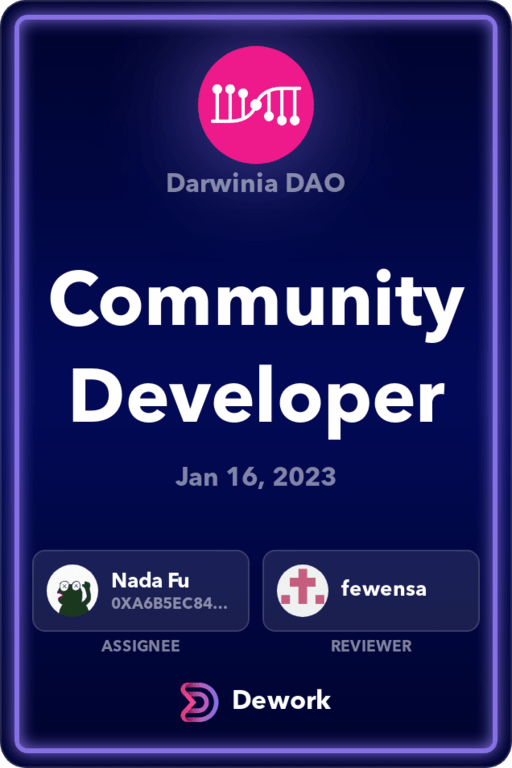 Darwinia DAO
Community
Developer
Jan 16, 2023
Nada Fu
0XA6B5EC84...
ASSIGNEE
fewensa
REVIEWER
Dework